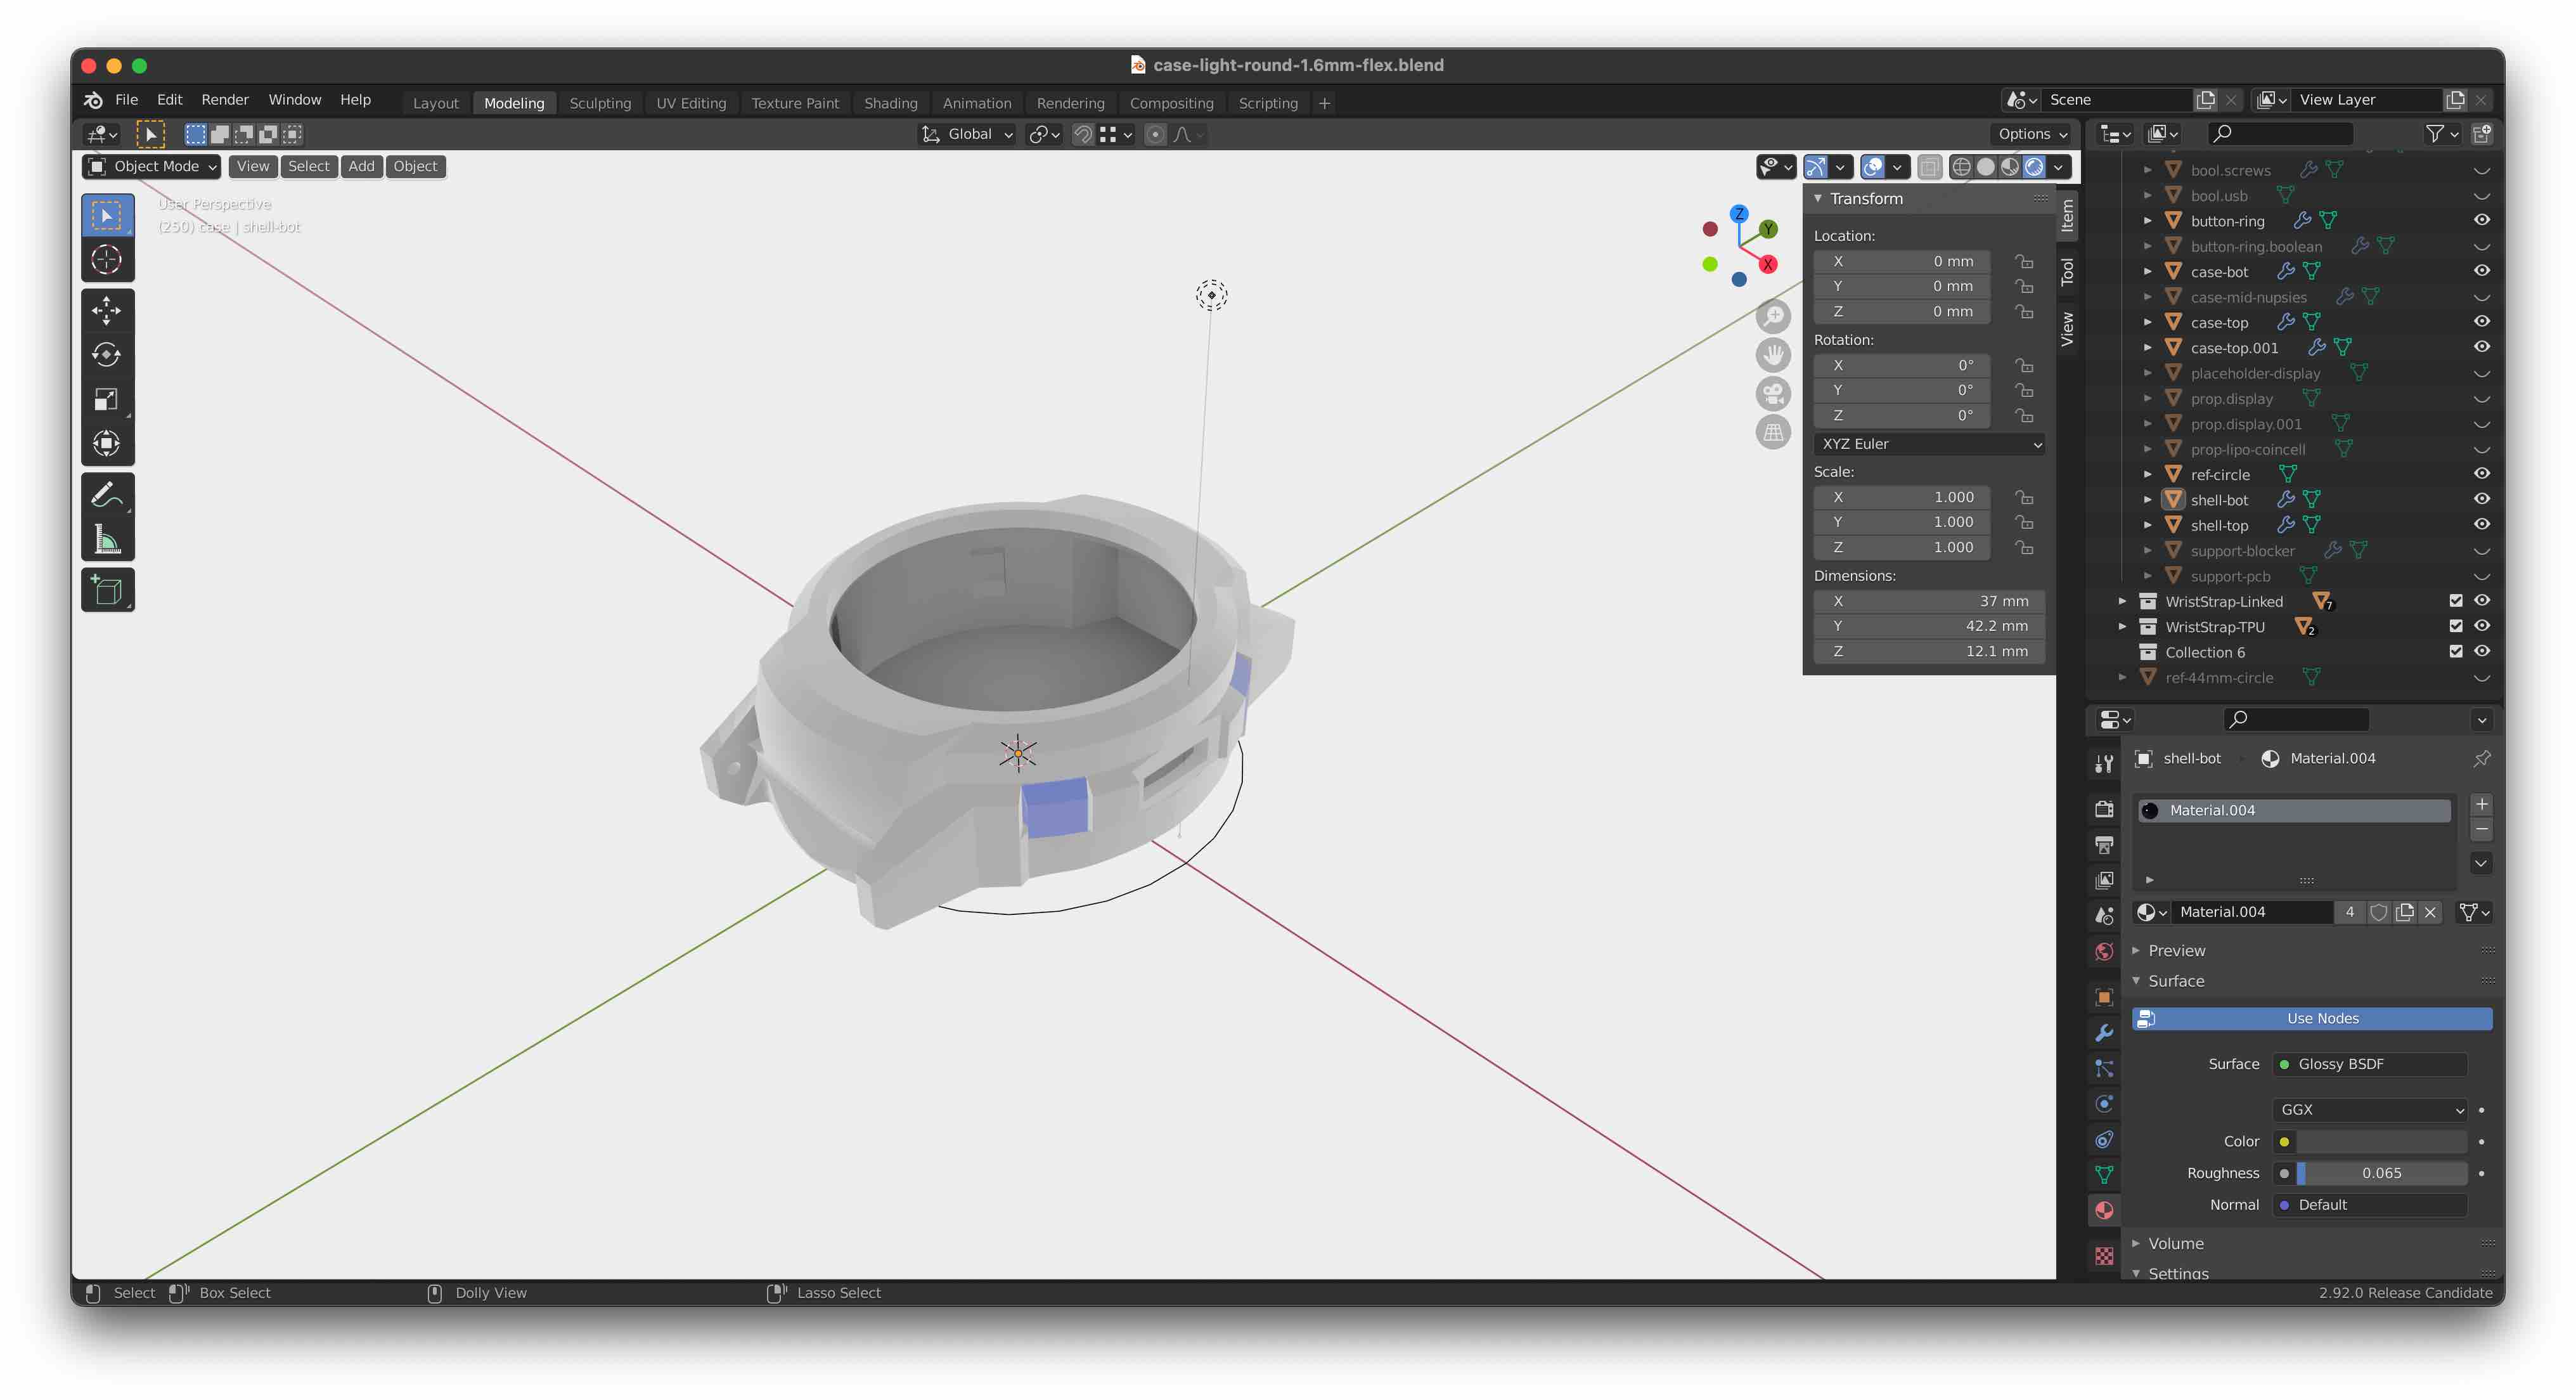 case-light-round-1.6mm-flex.blend
File Edit Render Window Help Layout Modeling Sculpting UV Editing Texture Paint Shading Animation Rendering Compositing Scripting + Scene View Layer
Global Options
Object Mode View Select Add Object
User Perspective
(250) case | shell-bot
Z
Y
X
Transform
Location:
X 0 mm
Y 0 mm
Z 0 mm
Rotation:
X 0°
Y 0°
Z 0°
XYZ Euler
Scale:
X 1.000
Y 1.000
Z 1.000
Dimensions:
X 37 mm
Y 42.2 mm
Z 12.1 mm
Item
Tool
View
bool.screws
bool.usb
button-ring
button-ring.boolean
case-bot
case-mid-nupsies
case-top
case-top.001
placeholder-display
prop.display
prop.display.001
prop-lipo-coincell
ref-circle
shell-bot
shell-top
support-blocker
support-pcb
WristStrap-Linked 7
WristStrap-TPU 2
Collection 6
ref-44mm-circle
shell-bot Material.004
Material.004
Material.004 4
Preview
Surface
Use Nodes
Surface Glossy BSDF
GGX
Color
Roughness 0.065
Normal Default
Volume
Settings
Select Box Select Dolly View Lasso Select 2.92.0 Release Candidate